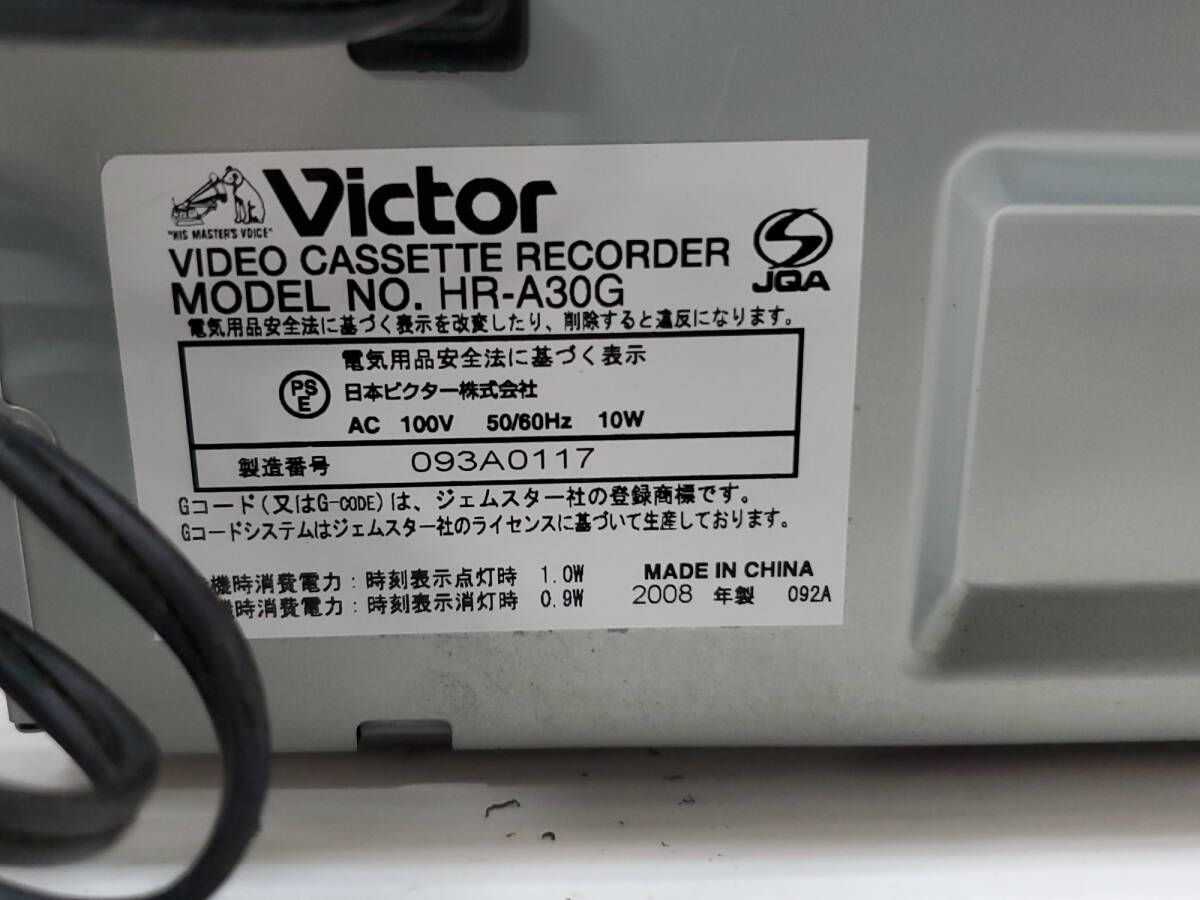 Victor
"HIS MASTER'S VOICE"
VIDEO CASSETTE RECORDER
JQA
MODEL NO. HR-A30G
電気用品安全法に基づく表示を改変したり、削除すると違反になります。
電気用品安全法に基づく表示
PS
E
日本ビクター株式会社
AC 100V 50/60Hz 10W
製造番号 093A0117
Gコード(又はG-CODE)は、ジェムスター社の登録商標です。
Gコードシステムはジェムスター社のライセンスに基づいて生産しております。
機時消費電力:時刻表示点灯時 1.0W
機時消費電力:時刻表示消灯時 0.9W
MADE IN CHINA
2008 年製 092A